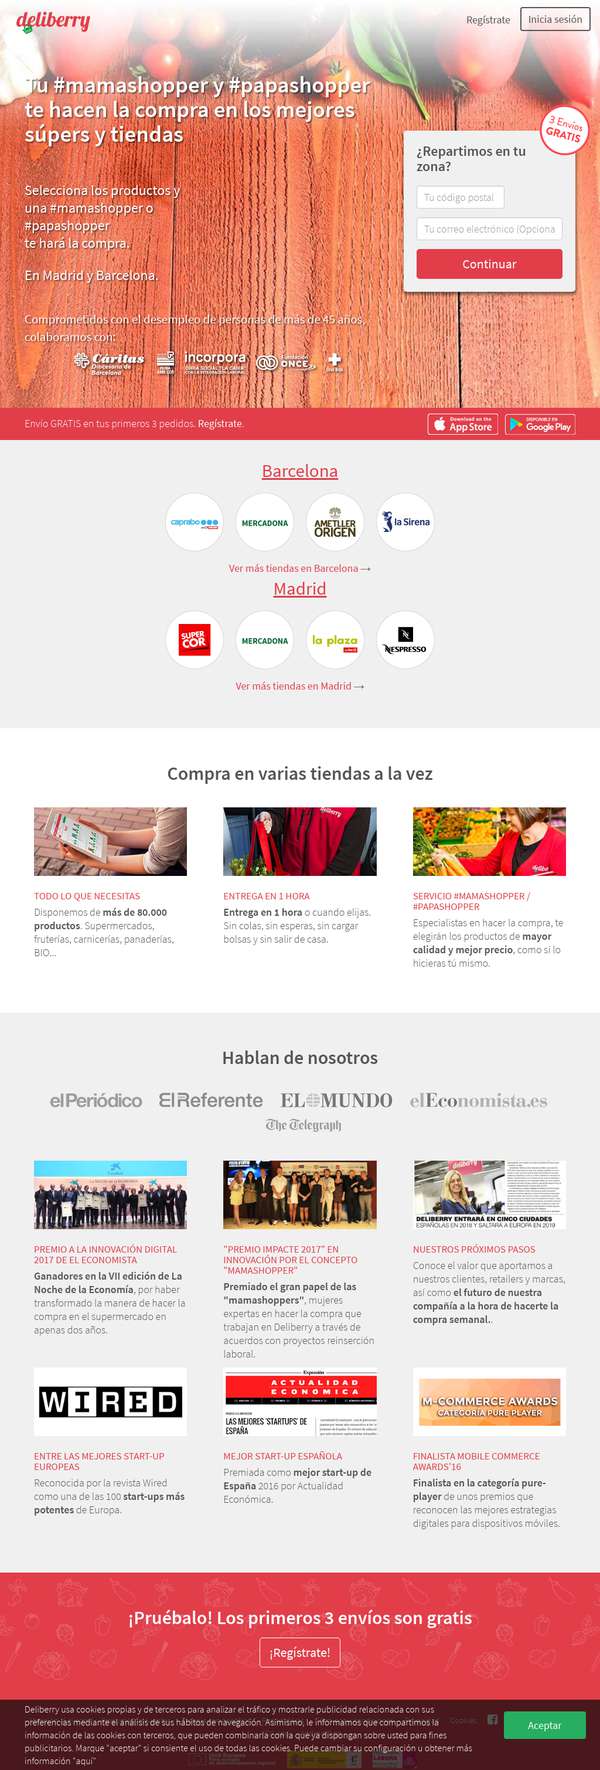 deliberry
Regístrate
Inicia sesión
Tu #mamashopper y #papashopper
te hacen la compra en los mejores
súpers y tiendas
3 Envíos
GRATIS
¿Repartimos en tu
zona?
Tu código postal
Tu correo electrónico (Opciona
Continuar
Selecciona los productos y
una #mamashopper o
#papashopper
te hará la compra.
En Madrid y Barcelona.
Comprometidos con el desempleo de personas de más de 45 años,
colaboramos con:
Cáritas
Diocesana de
Barcelona
incorpora
Fundación
ONCE
Envío GRATIS en tus primeros 3 pedidos. Regístrate.
Download on the
App Store
DISPONIBLE EN
Google Play
Barcelona
caprabo
MERCADONA
AMETLLER
ORIGEN
la Sirena
Ver más tiendas en Barcelona →
Madrid
SUPER
COR
MERCADONA
la plaza
NESPRESSO
Ver más tiendas en Madrid →
Compra en varias tiendas a la vez
deliberry
TODO LO QUE NECESITAS
Disponemos de más de 80.000
productos. Supermercados,
fruterías, carnicerías, panaderías,
BIO...
ENTREGA EN 1 HORA
Entrega en 1 hora o cuando elijas.
Sin colas, sin esperas, sin cargar
bolsas y sin salir de casa.
SERVICIO #MAMASHOPPER /
#PAPASHOPPER
Especialistas en hacer la compra, te
elegirán los productos de mayor
calidad y mejor precio, como si lo
hicieras tú mismo.
Hablan de nosotros
elPeriódico
ElReferente
EL MUNDO
elEconomista.es
The Telegraph
deliberry
DELIBERRY ENTRARÁ EN CINCO CIUDADES
ESPAÑOLAS EN 2018 Y SALTARÁ A EUROPA EN 2019
PREMIO A LA INNOVACIÓN DIGITAL
2017 DE EL ECONOMISTA
Ganadores en la VII edición de La
Noche de la Economía, por haber
transformado la manera de hacer la
compra en el supermercado en
apenas dos años.
"PREMIO IMPACTE 2017" EN
INNOVACIÓN POR EL CONCEPTO
"MAMASHOPPER"
Premiado el gran papel de las
"mamashoppers", mujeres
expertas en hacer la compra que
trabajan en Deliberry a través de
acuerdos con proyectos reinserción
laboral.
NUESTROS PRÓXIMOS PASOS
Conoce el valor que aportamos a
nuestros clientes, retailers y marcas,
así como el futuro de nuestra
compañía a la hora de hacerte la
compra semanal..
WIRED
Expansión
ACTUALIDAD
ECONOMICA
LAS MEJORES 'STARTUPS' DE
ESPAÑA
M-COMMERCE AWARDS
CATEGORÍA PURE PLAYER
ENTRE LAS MEJORES START-UP
EUROPEAS
Reconocida por la revista Wired
como una de las 100 start-ups más
potentes de Europa.
MEJOR START-UP ESPAÑOLA
Premiada como mejor start-up de
España 2016 por Actualidad
Económica.
FINALISTA MOBILE COMMERCE
AWARDS'16
Finalista en la categoría pure-
player de unos premios que
reconocen las mejores estrategias
digitales para dispositivos móviles.
¡Pruébalo! Los primeros 3 envíos son gratis
¡Regístrate!
Deliberry usa cookies propias y de terceros para analizar el tráfico y mostrarle publicidad relacionada con sus
preferencias mediante el análisis de sus hábitos de navegación. Asimismo, le informamos que compartimos la
información de las cookies con terceros, que pueden combinarla con la que ya dispongan sobre usted para fines
publicitarios. Marque "aceptar" si consiente el uso de todas las cookies. Puede cambiar su configuración u obtener más
información "aquí"
Cookies
Aceptar